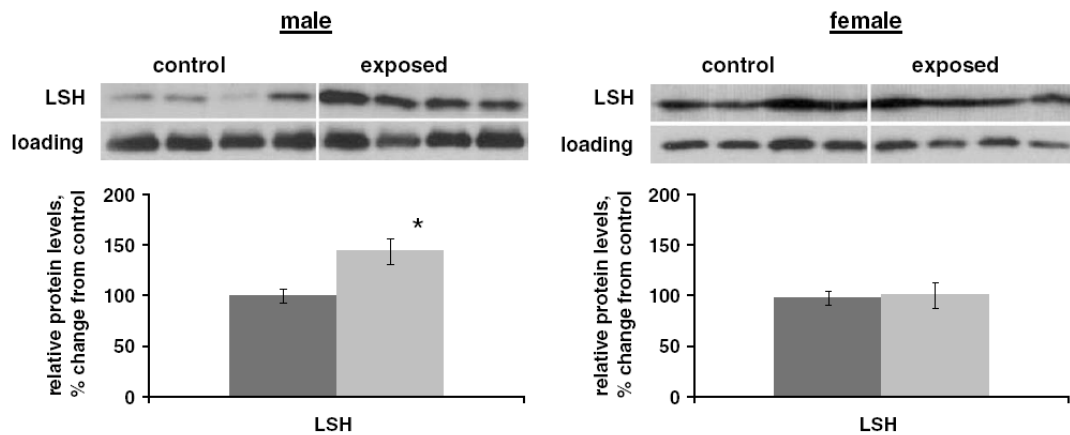 male
control exposed
LSH
loading
relative protein levels,
% change from control
200
150
100
50
0
*
LSH
female
control exposed
LSH
loading
relative protein levels,
% change from control
200
150
100
50
0
LSH